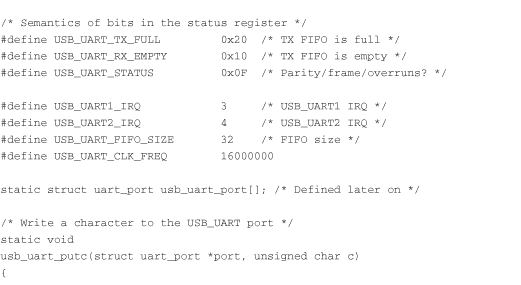 /* Semantics of bits in the status register */
#define USB_UART_TX_FULL 0x20 /* TX FIFO is full */
#define USB_UART_RX_EMPTY 0x10 /* TX FIFO is empty */
#define USB_UART_STATUS 0x0F /* Parity/frame/overruns? */
#define USB_UART1_IRQ 3 /* USB_UART1 IRQ */
#define USB_UART2_IRQ 4 /* USB_UART2 IRQ */
#define USB_UART_FIFO_SIZE 32 /* FIFO size */
#define USB_UART_CLK_FREQ 16000000
static struct uart_port usb_uart_port[]; /* Defined later on */
/* Write a character to the USB_UART port */
static void
usb_uart_putc(struct uart_port *port, unsigned char c)
{